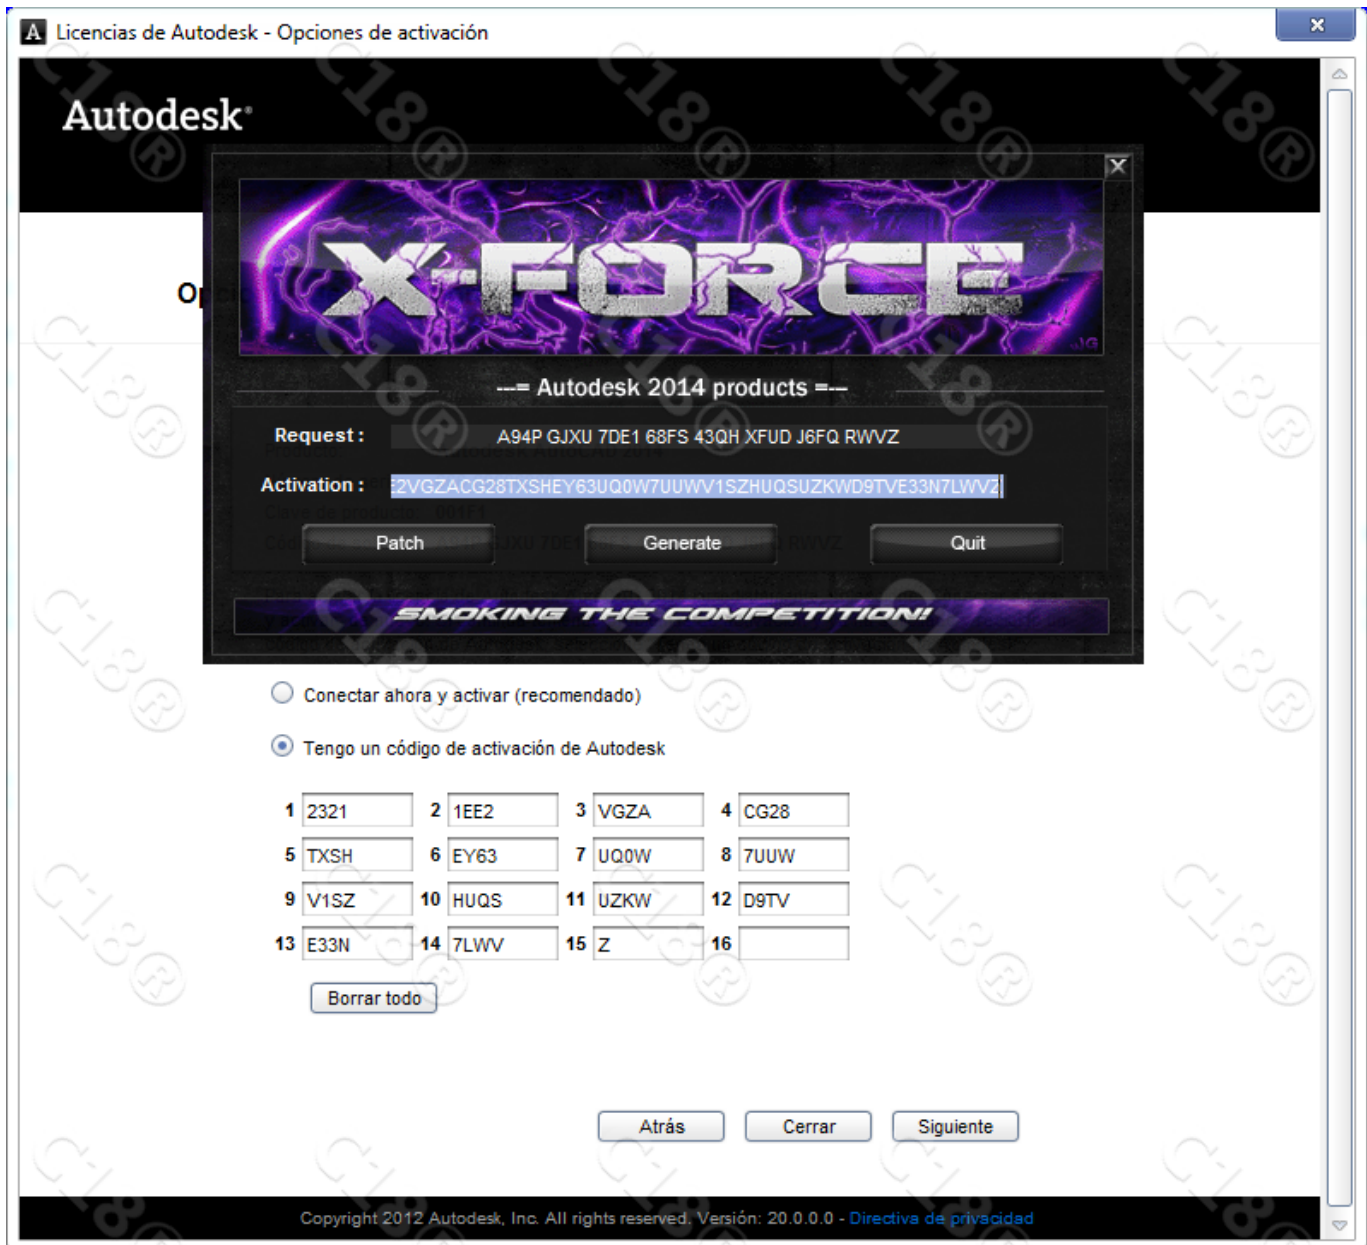 Licencias de Autodesk - Opciones de activación
Autodesk
X-FORCE
---= Autodesk 2014 products =---
Request : A94P GJXU 7DE1 68FS 43QH XFUD J6FQ RWVZ
Activation : E2VGZACG28TXSHEY63UQ0W7UUWV1SZHUQSUZKWD9TVE33N7LWVZ
Patch Generate Quit
SMOKING THE COMPETITION!
Conectar ahora y activar (recomendado)
Tengo un código de activación de Autodesk
1 2321 2 1EE2 3 VGZA 4 CG28
5 TXSH 6 EY63 7 UQ0W 8 7UUW
9 V1SZ 10 HUQS 11 UZKW 12 D9TV
13 E33N 14 7LWV 15 Z 16
Borrar todo
Atrás Cerrar Siguiente
Copyright 2012 Autodesk, Inc. All rights reserved. Versión: 20.0.0.0 - Directiva de privacidad